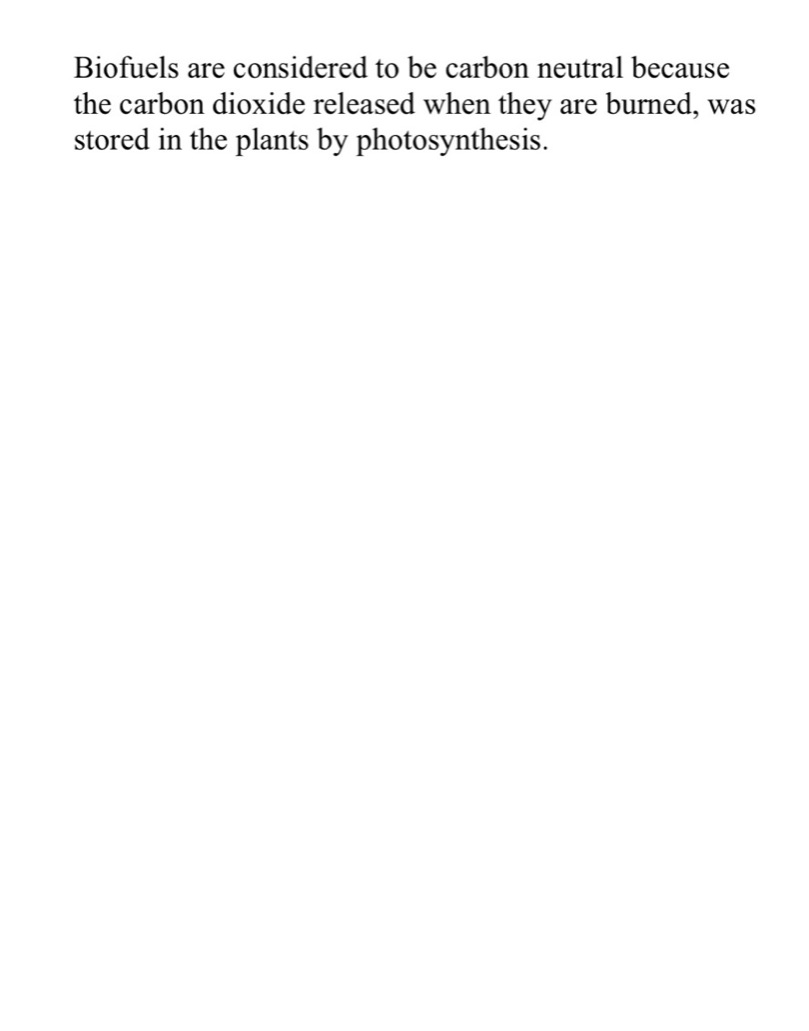 Biofuels are considered to be carbon neutral because
the carbon dioxide released when they are burned, was
stored in the plants by photosynthesis.